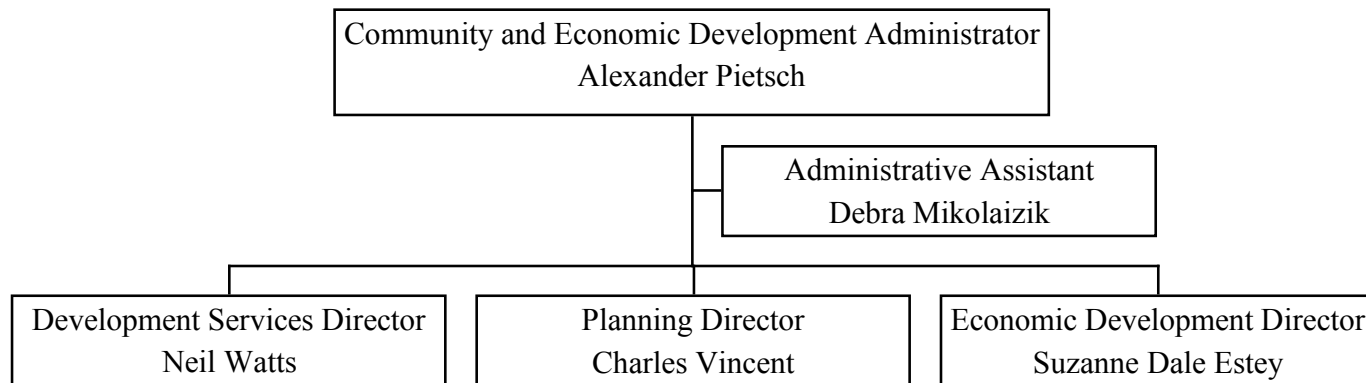 Community and Economic Development Administrator
Alexander Pietsch
Administrative Assistant
Debra Mikolaizik
Development Services Director
Neil Watts
Planning Director
Charles Vincent
Economic Development Director
Suzanne Dale Estey